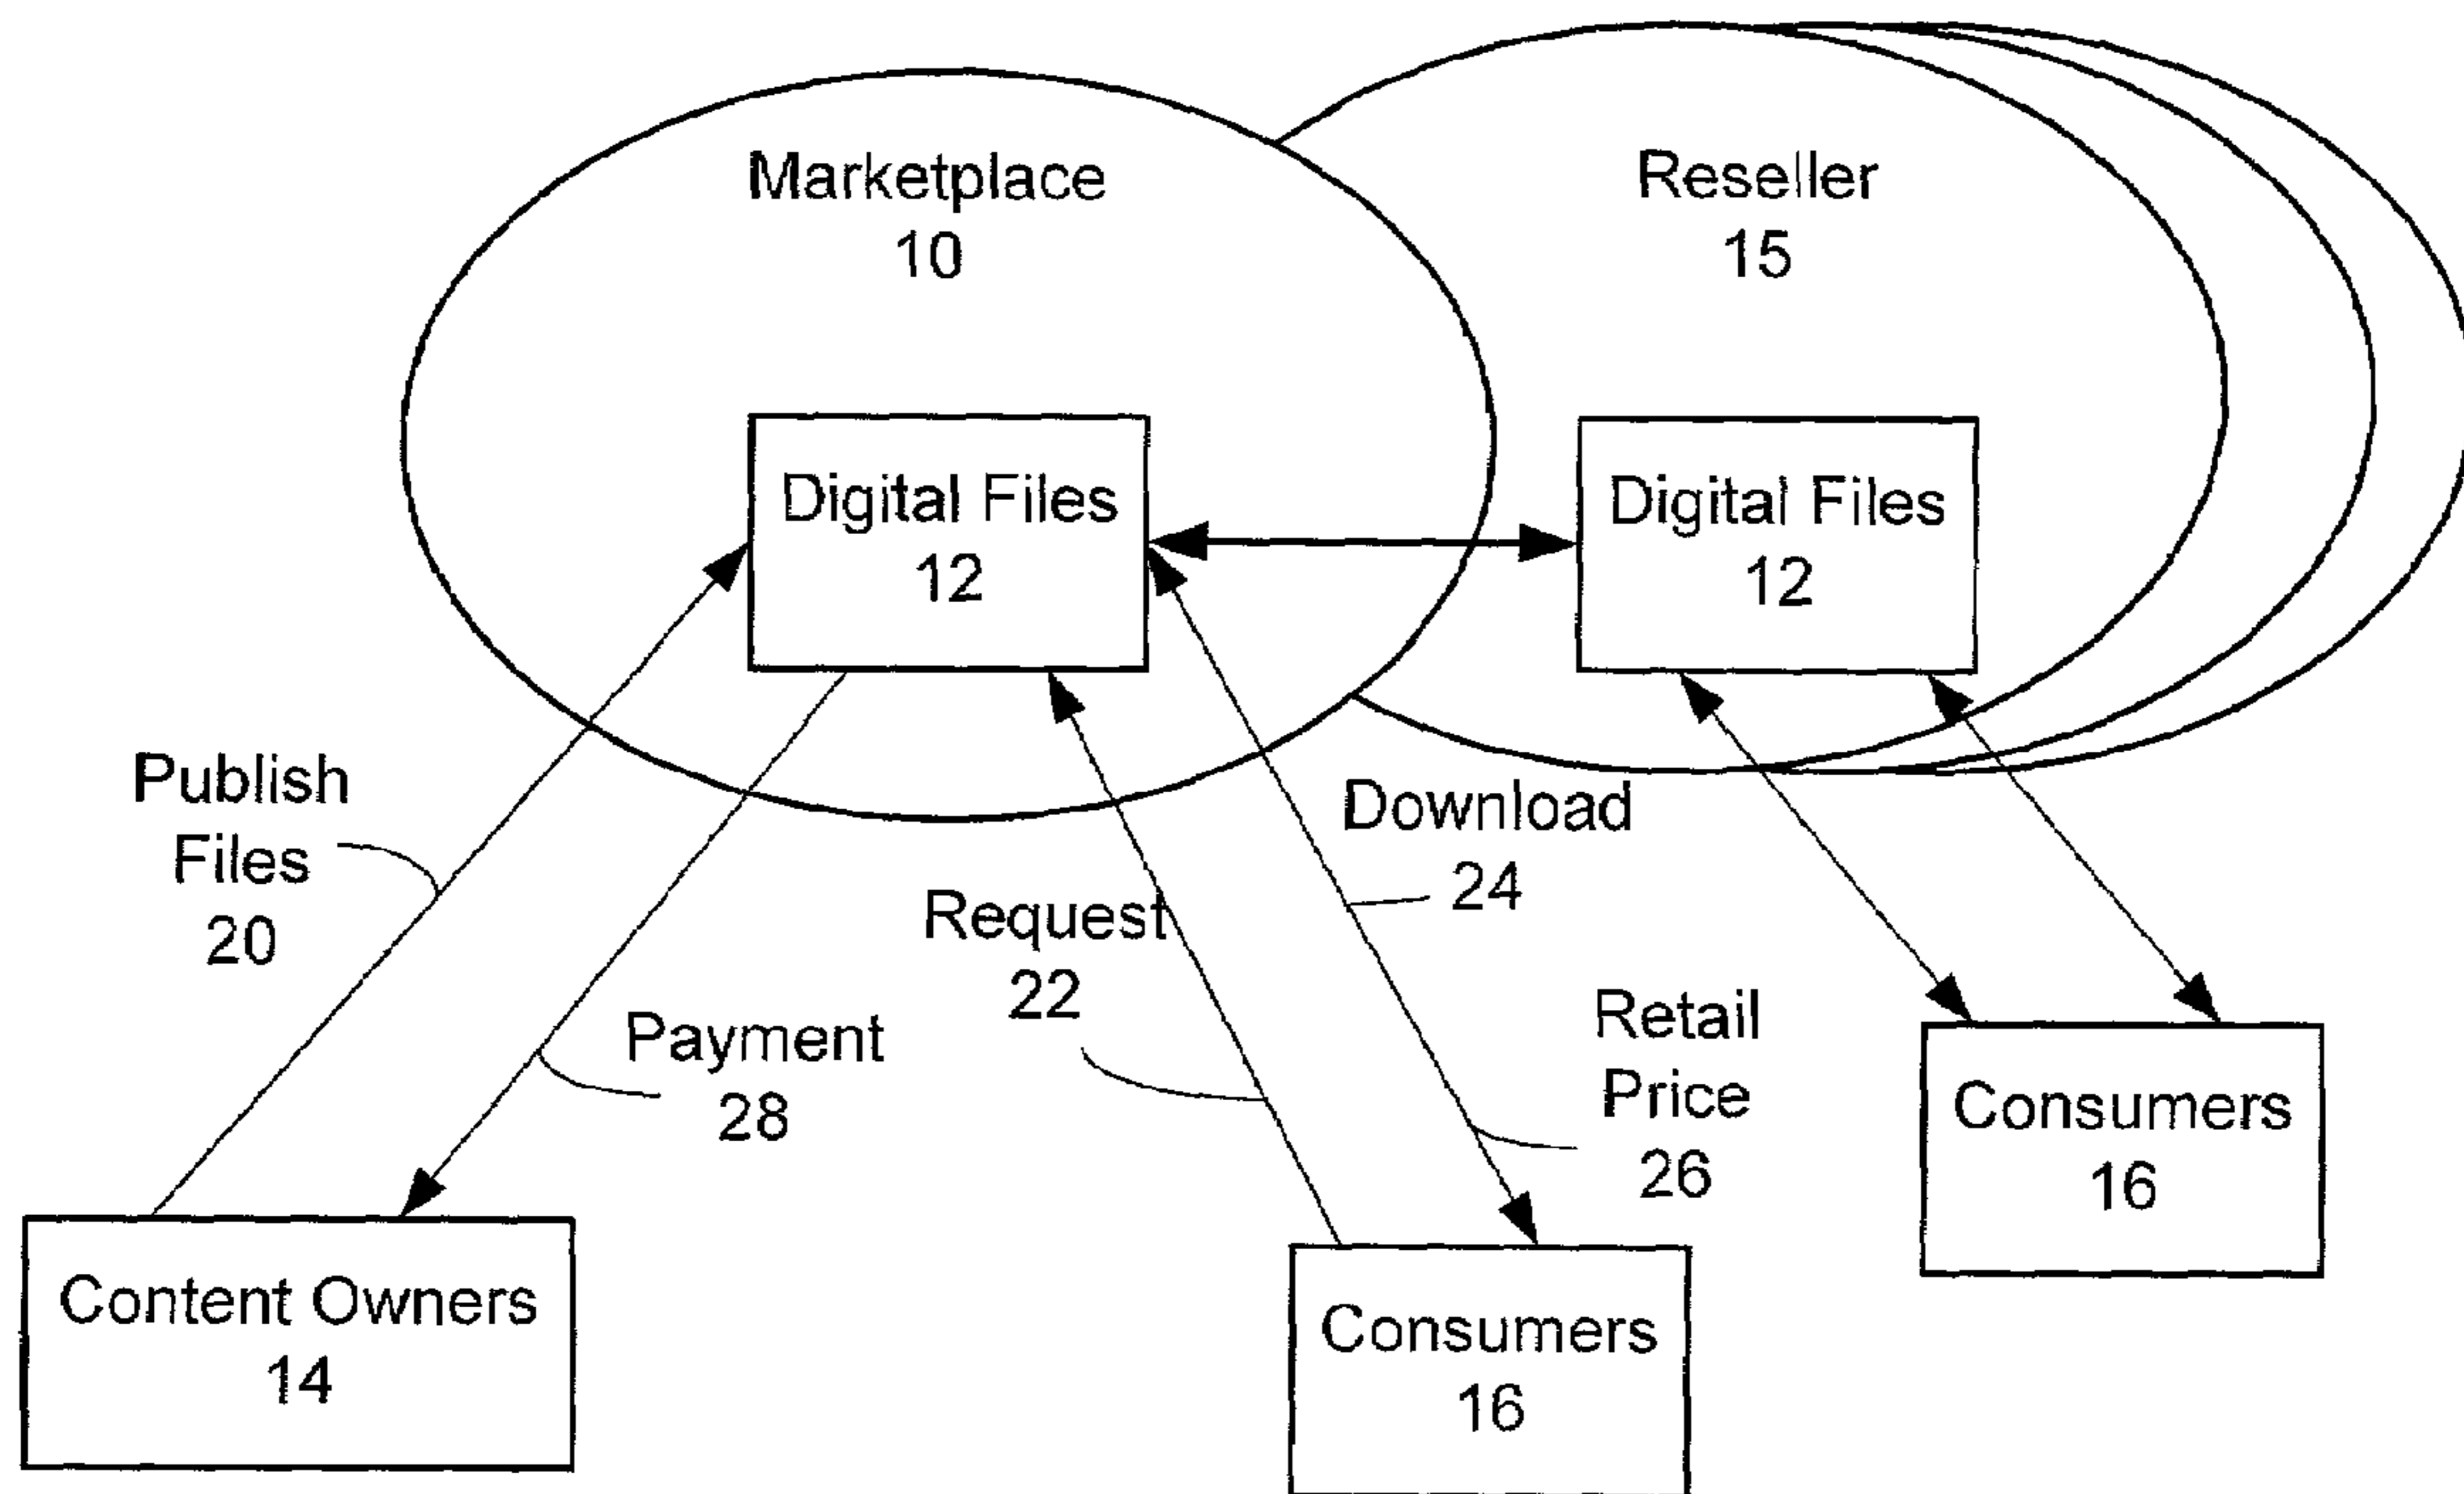 Marketplace
10
Reseller
15
Digital Files
12
Digital Files
12
Publish
Files
20
Payment
28
Request
22
Download
24
Retail
Price
26
Content Owners
14
Consumers
16
Consumers
16